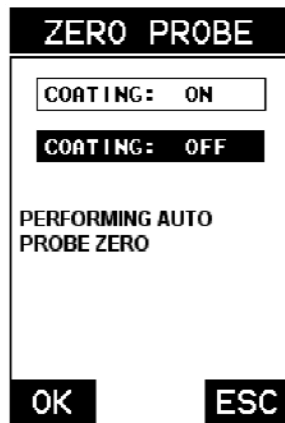 ZERO PROBE
COATING: ON
COATING: OFF
PERFORMING AUTO
PROBE ZERO
OK ESC